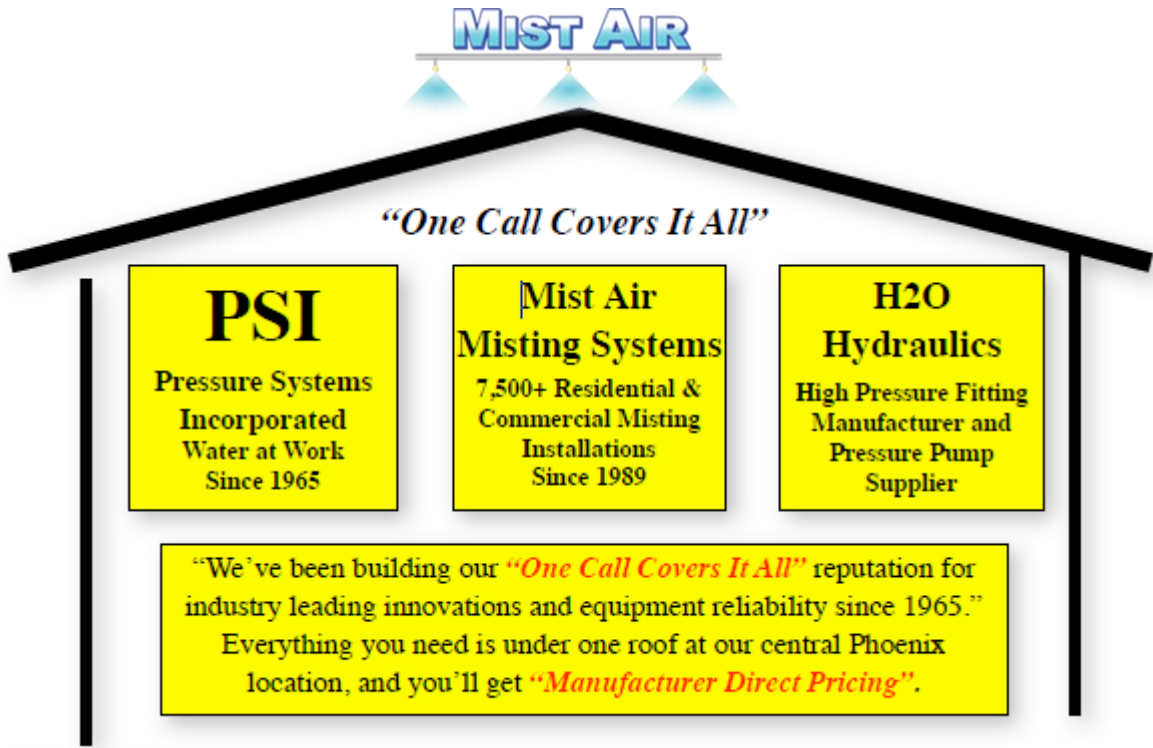 MIST AIR
“One Call Covers It All”
PSI
Pressure Systems
Incorporated
Water at Work
Since 1965
Mist Air
Misting Systems
7,500+ Residential &
Commercial Misting
Installations
Since 1989
H2O
Hydraulics
High Pressure Fitting
Manufacturer and
Pressure Pump
Supplier
“We’ve been building our “One Call Covers It All” reputation for
industry leading innovations and equipment reliability since 1965.”
Everything you need is under one roof at our central Phoenix
location, and you’ll get “Manufacturer Direct Pricing”.